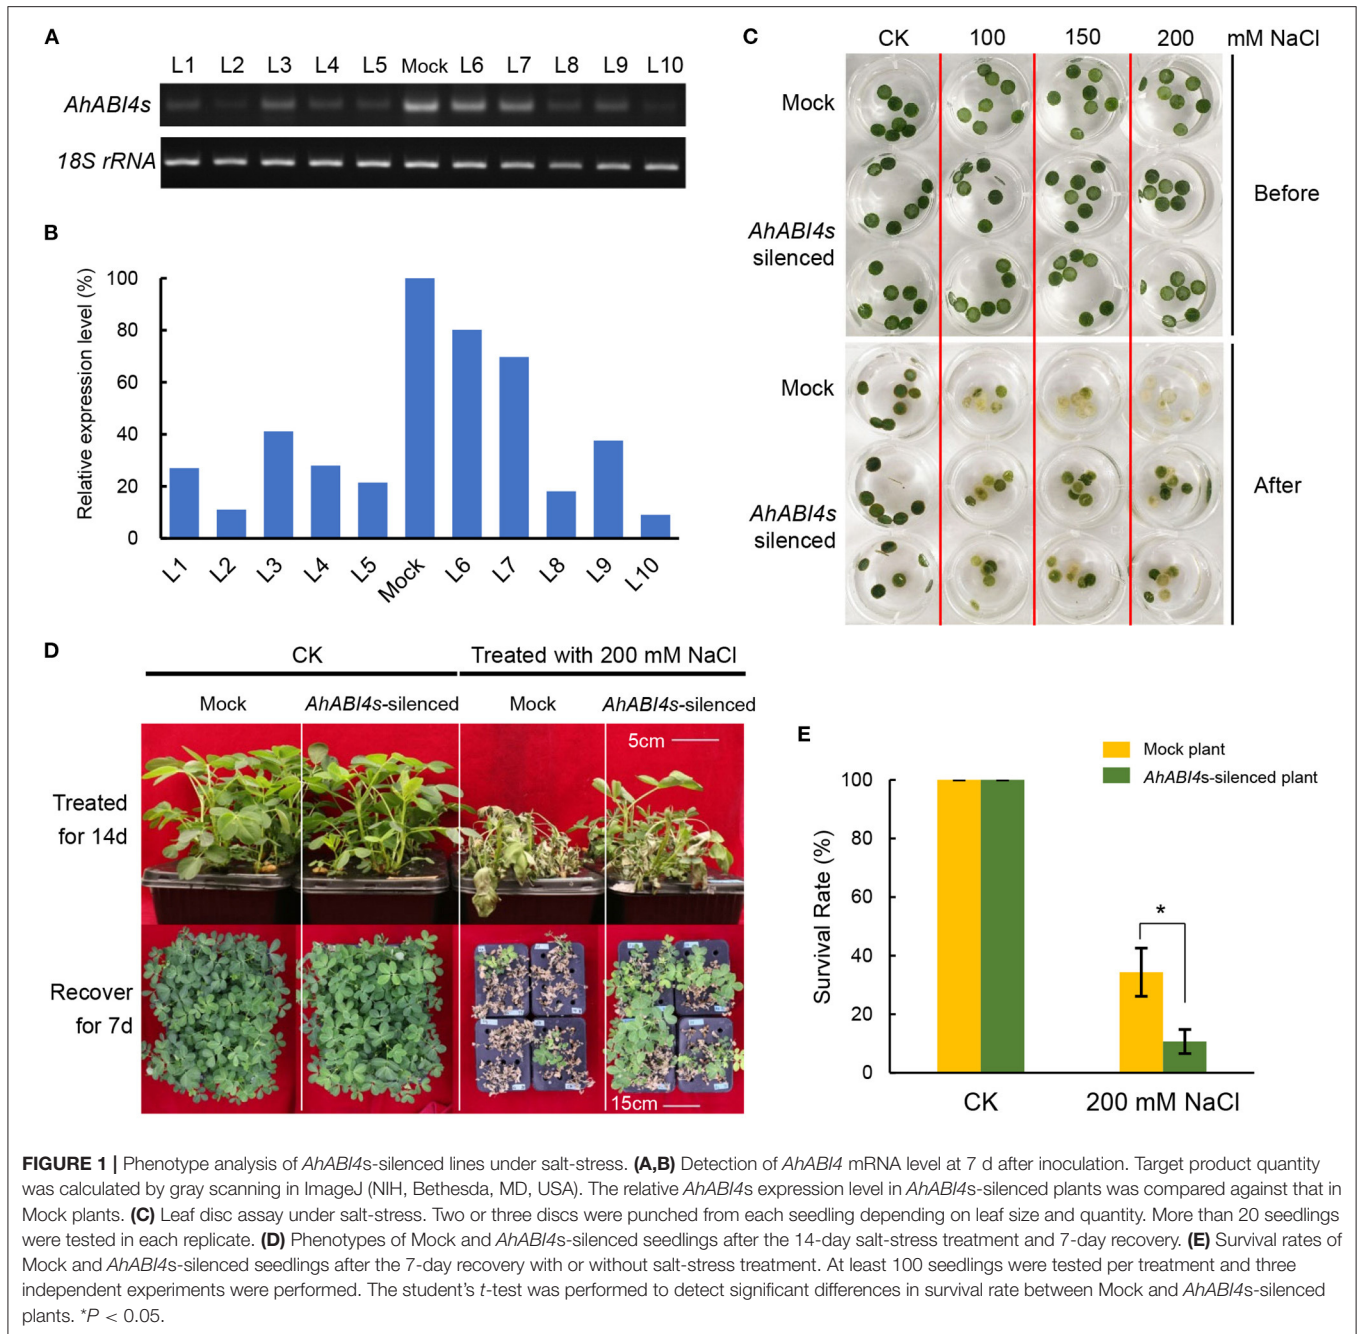 A
L1 L2 L3 L4 L5 Mock L6 L7 L8 L9 L10
AhABI4s
18S rRNA
B
Relative expression level (%)
100
80
60
40
20
0
L1 L2 L3 L4 L5 Mock L6 L7 L8 L9 L10
C
CK 100 150 200 mM NaCl
Mock
AhABI4s
silenced
Before
Mock
AhABI4s
silenced
After
D
CK Treated with 200 mM NaCl
Mock AhABI4s-silenced Mock AhABI4s-silenced
5cm
Treated
for 14d
Recover
for 7d
15cm
E
Mock plant
AhABI4s-silenced plant
Survival Rate (%)
100
80
60
40
20
0
*
CK 200 mM NaCl
FIGURE 1 | Phenotype analysis of AhABI4s-silenced lines under salt-stress. (A,B) Detection of AhABI4 mRNA level at 7 d after inoculation. Target product quantity
was calculated by gray scanning in ImageJ (NIH, Bethesda, MD, USA). The relative AhABI4s expression level in AhABI4s-silenced plants was compared against that in
Mock plants. (C) Leaf disc assay under salt-stress. Two or three discs were punched from each seedling depending on leaf size and quantity. More than 20 seedlings
were tested in each replicate. (D) Phenotypes of Mock and AhABI4s-silenced seedlings after the 14-day salt-stress treatment and 7-day recovery. (E) Survival rates of
Mock and AhABI4s-silenced seedlings after the 7-day recovery with or without salt-stress treatment. At least 100 seedlings were tested per treatment and three
independent experiments were performed. The student's t-test was performed to detect significant differences in survival rate between Mock and AhABI4s-silenced
plants. *P < 0.05.